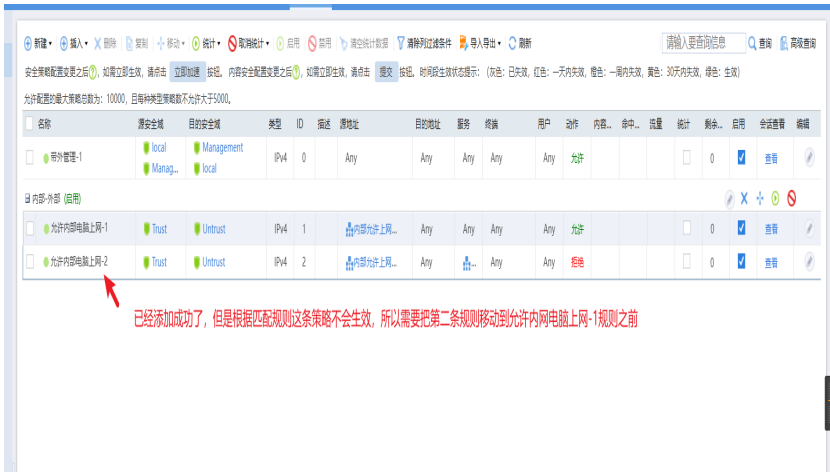 新建 插入 删除 复制 移动 统计 取消统计 启用 禁用 清空统计数据 清除列过滤条件 导入导出 刷新 请输入要查询信息 查询 高级查询
安全策略配置变更之后?，如需立即生效，请点击 立即加速 按钮。 内容安全配置变更之后?，如需立即生效，请点击 提交 按钮。时间段生效状态提示：（灰色：已失效，红色：一天内失效，橙色：一周内失效，黄色：30天内失效，绿色：生效）
允许配置的最大策略总数为：10000，且每种类型策略数不允许大于5000。
名称 源安全域 目的安全域 类型 ID 描述 源地址 目的地址 服务 终端 用户 动作 内容... 命中... 流量 统计 剩余... 启用 会话查看 编辑
带外管理-1 local Management IPv4 0 Any Any Any Any Any 允许 0 查看
Manag... local
内部-外部 (启用)
允许内部电脑上网-1 Trust Untrust IPv4 1 内部允许上网... Any Any Any Any 允许 0 查看
允许内部电脑上网-2 Trust Untrust IPv4 2 内部允许上网... Any ... Any Any 拒绝 0 查看
已经添加成功了，但是根据匹配规则这条策略不会生效，所以需要把第二条规则移动到允许内网电脑上网-1规则之前